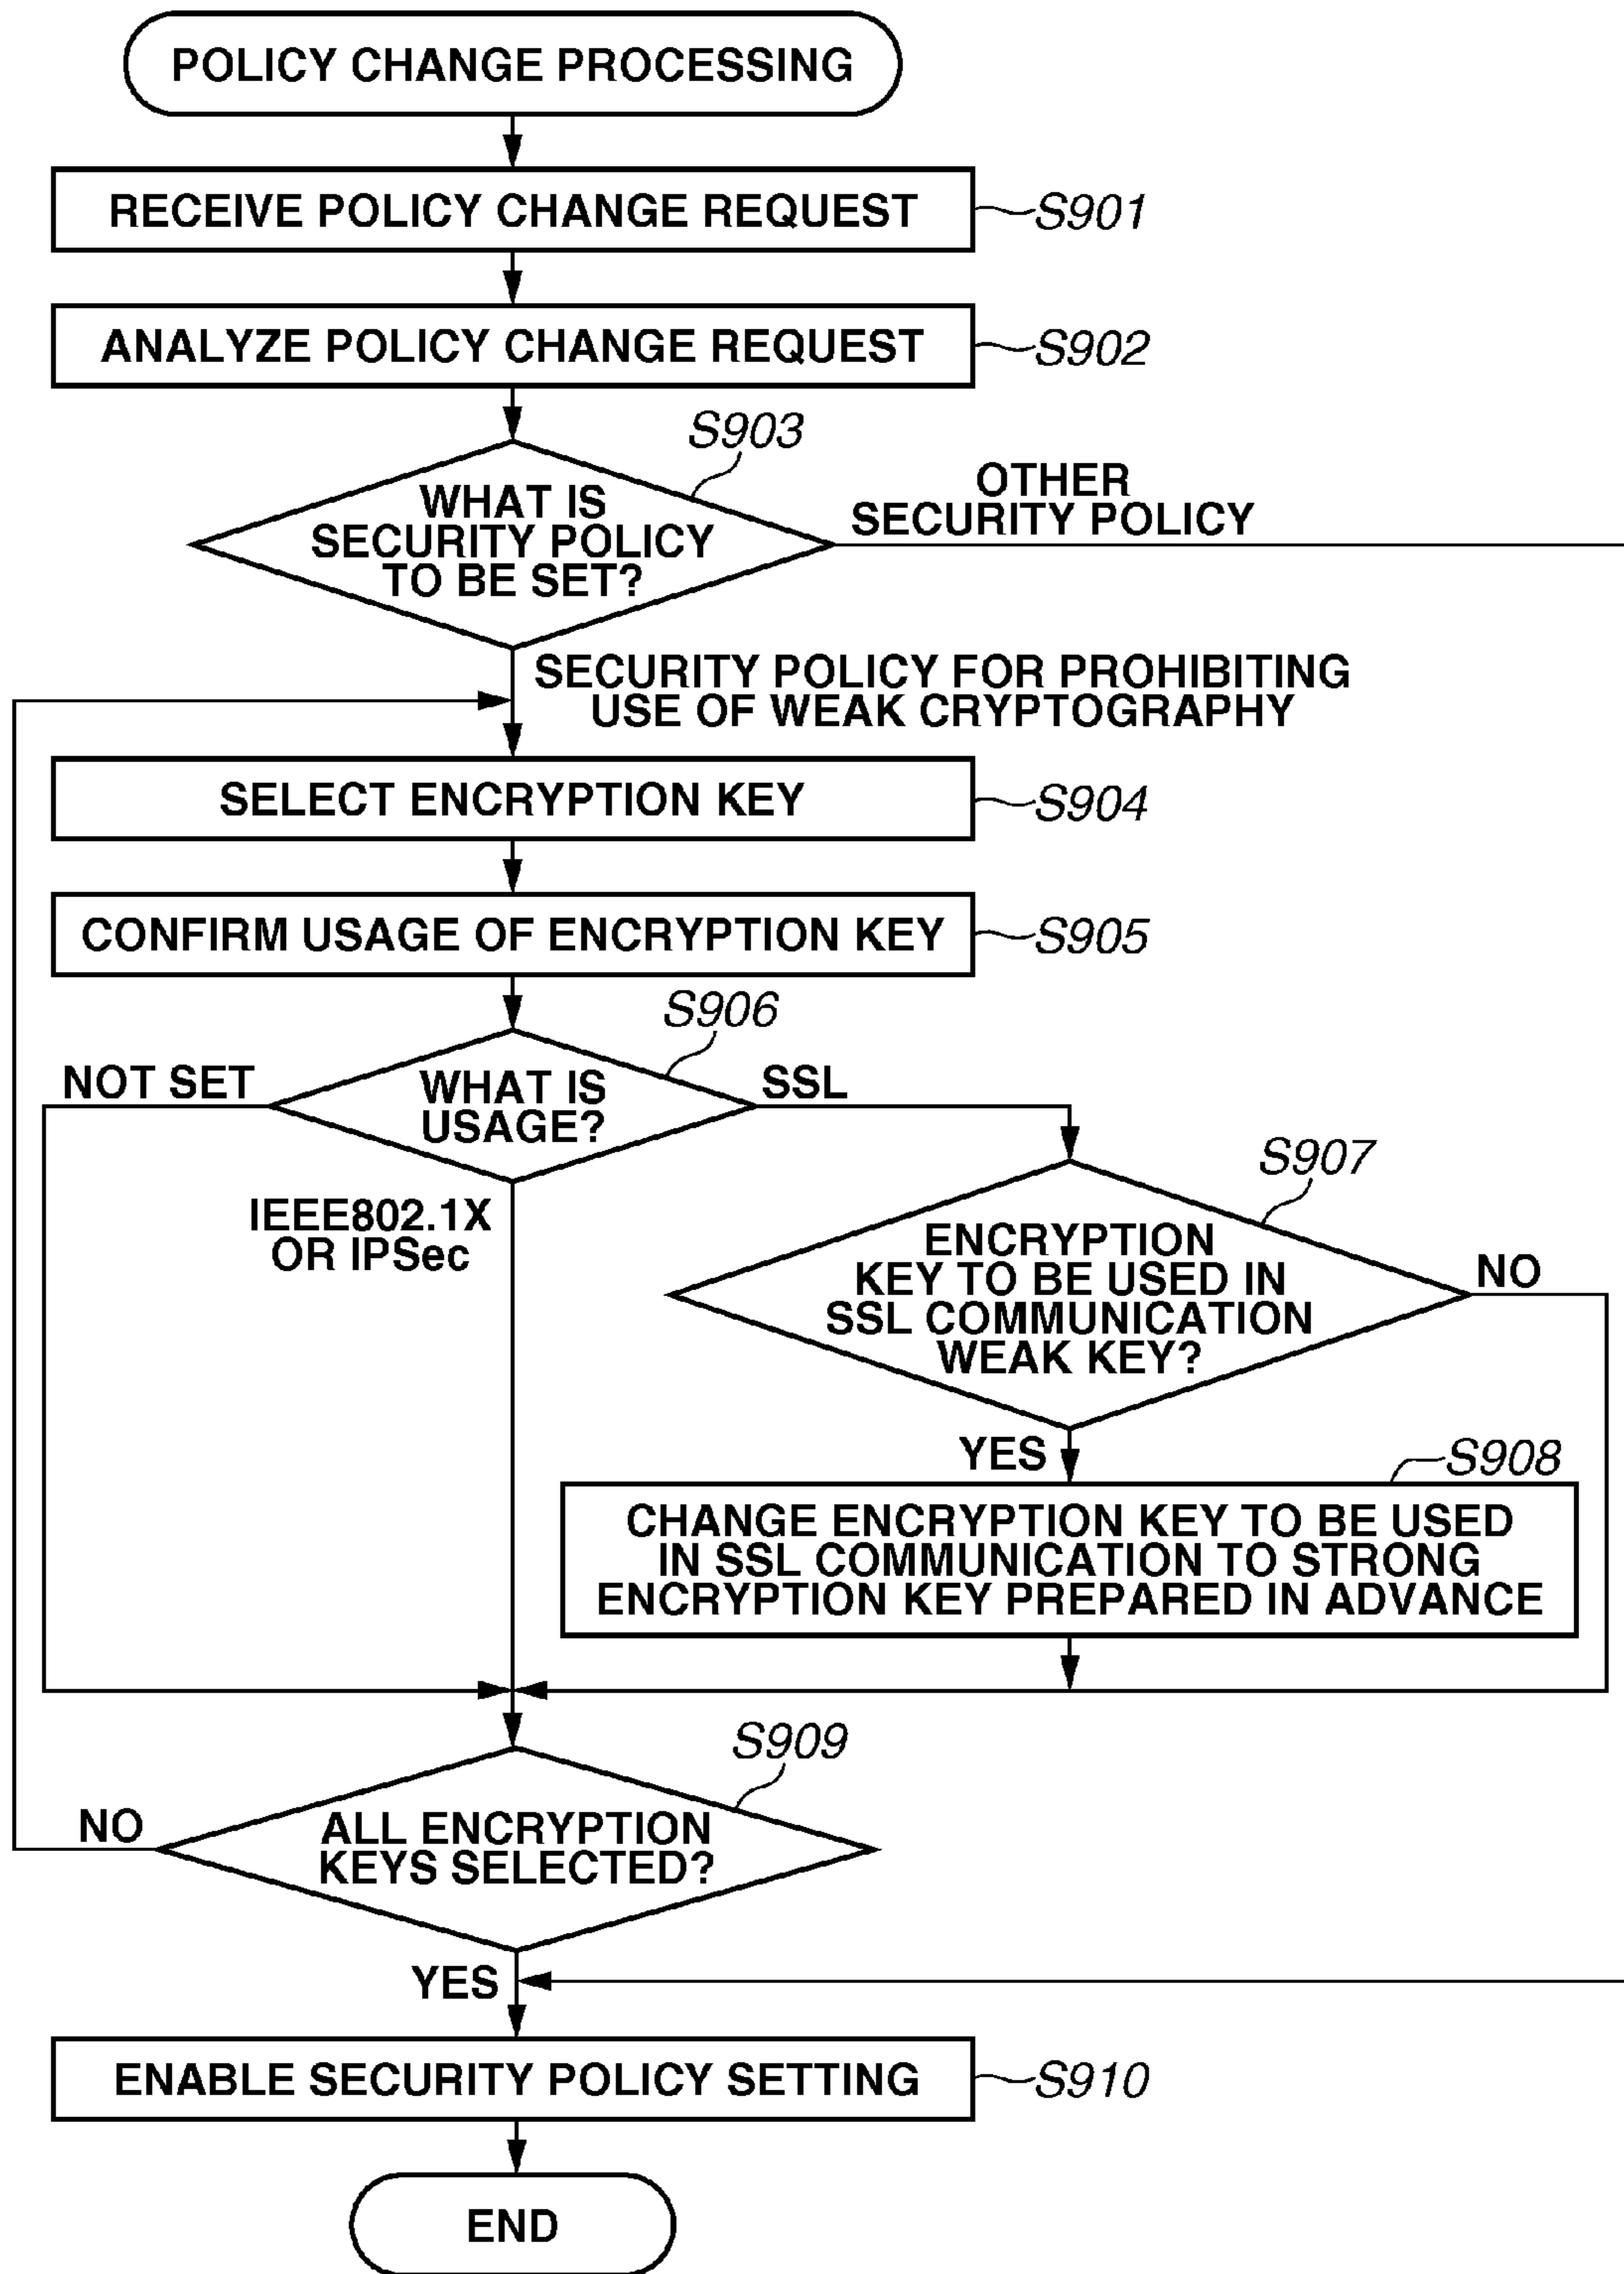 POLICY CHANGE PROCESSING
RECEIVE POLICY CHANGE REQUEST
S901
ANALYZE POLICY CHANGE REQUEST
S902
S903
WHAT IS
SECURITY POLICY
TO BE SET?
OTHER
SECURITY POLICY
SECURITY POLICY FOR PROHIBITING
USE OF WEAK CRYPTOGRAPHY
SELECT ENCRYPTION KEY
S904
CONFIRM USAGE OF ENCRYPTION KEY
S905
S906
NOT SET
WHAT IS
USAGE?
SSL
IEEE802.1X
OR IPSec
S907
ENCRYPTION
KEY TO BE USED IN
SSL COMMUNICATION
WEAK KEY?
NO
YES
S908
CHANGE ENCRYPTION KEY TO BE USED
IN SSL COMMUNICATION TO STRONG
ENCRYPTION KEY PREPARED IN ADVANCE
S909
NO
ALL ENCRYPTION
KEYS SELECTED?
YES
ENABLE SECURITY POLICY SETTING
S910
END